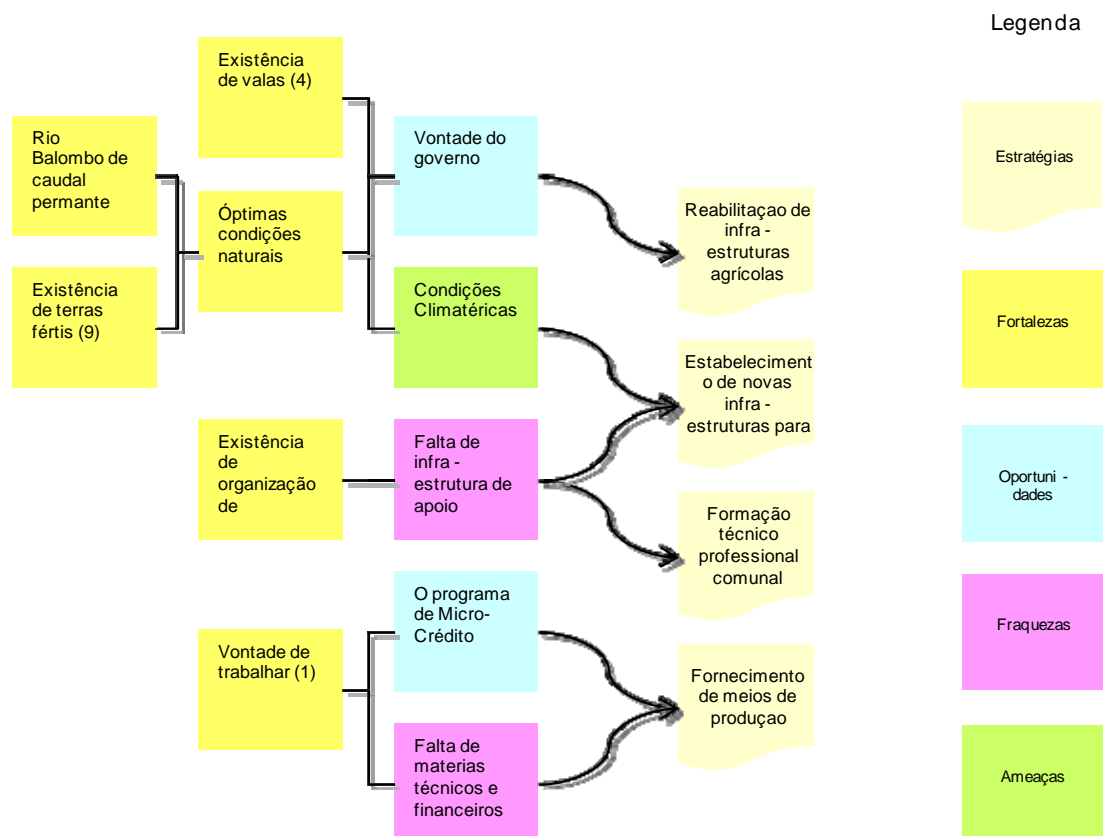 Legenda
Existência
de valas (4)
Rio
Balombo de
caudal
permante
Vontade do
governo
Estratégias
Óptimas
condições
naturais
Reabilitaçao de
infra -
estruturas
agrícolas
Existência
de terras
fértis (9)
Condições
Climatéricas
Fortalezas
Estabeleciment
o de novas
infra -
estruturas para
Existência
de
organização
de
Falta de
infra -
estrutura de
apoio
Oportuni -
dades
Formação
técnico
professional
comunal
O programa
de Micro-
Crédito
Fraquezas
Vontade de
trabalhar (1)
Fornecimento
de meios de
produçao
Falta de
materias
técnicos e
financeiros
Ameaças